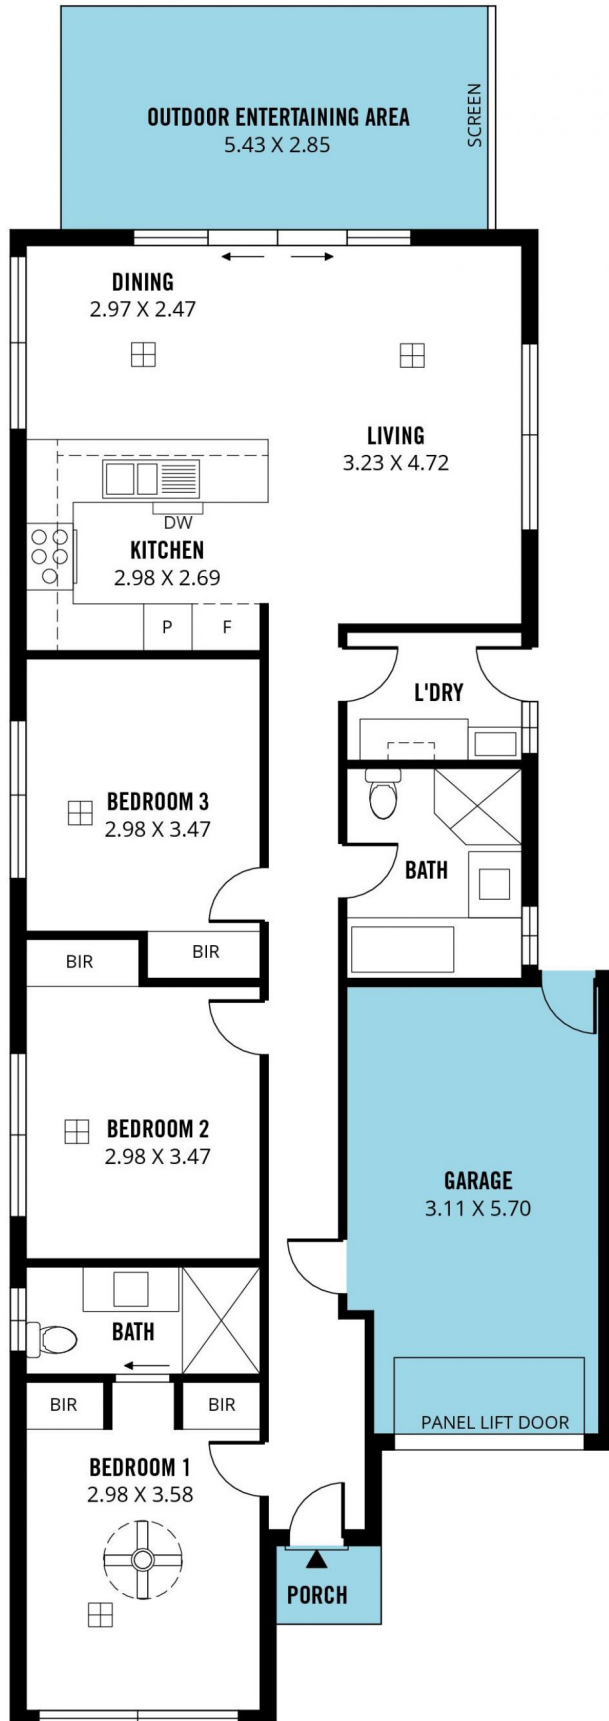 OUTDOOR ENTERTAINING AREA
5.43 X 2.85
SCREEN
DINING
2.97 X 2.47
LIVING
3.23 X 4.72
DW
KITCHEN
2.98 X 2.69
P
F
L'DRY
BEDROOM 3
2.98 X 3.47
BATH
BIR
BIR
BEDROOM 2
2.98 X 3.47
GARAGE
3.11 X 5.70
BATH
BIR
BIR
PANEL LIFT DOOR
BEDROOM 1
2.98 X 3.58
PORCH